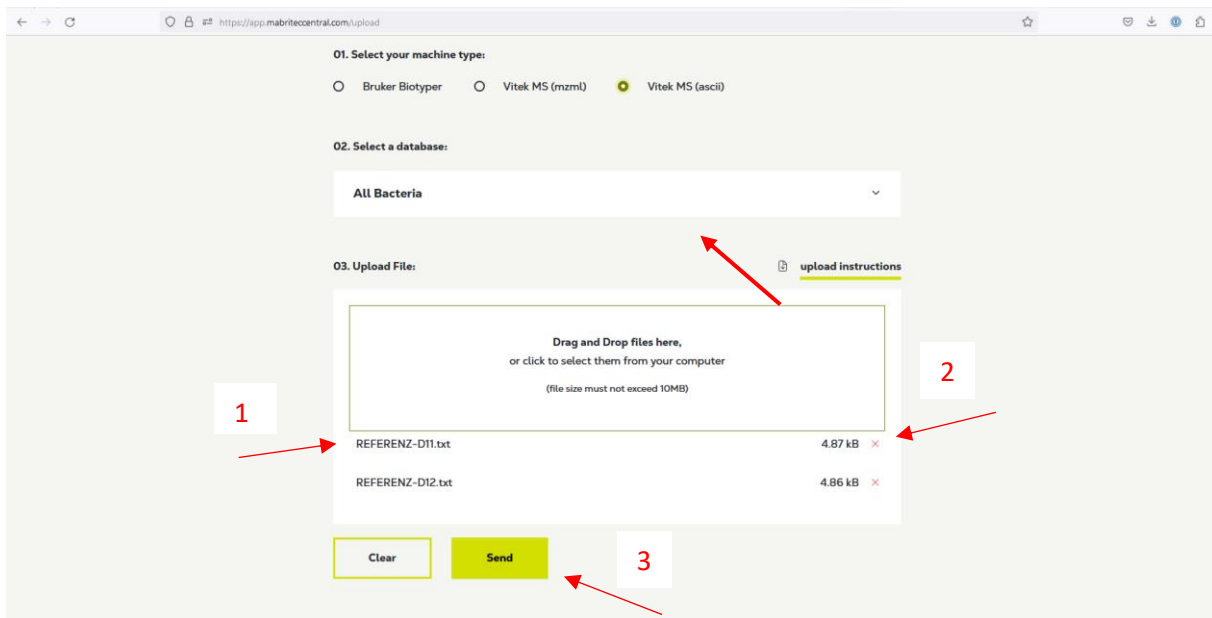 https://app.mabriteccentral.com/upload
01. Select your machine type:
Bruker Biotyper Vitek MS (mzml) Vitek MS (ascii)
02. Select a database:
All Bacteria
03. Upload File:
upload instructions
Drag and Drop files here,
or click to select them from your computer
(file size must not exceed 10MB)
2
1
REFERENZ-D11.txt 4.87 kB
REFERENZ-D12.txt 4.86 kB
Clear Send
3